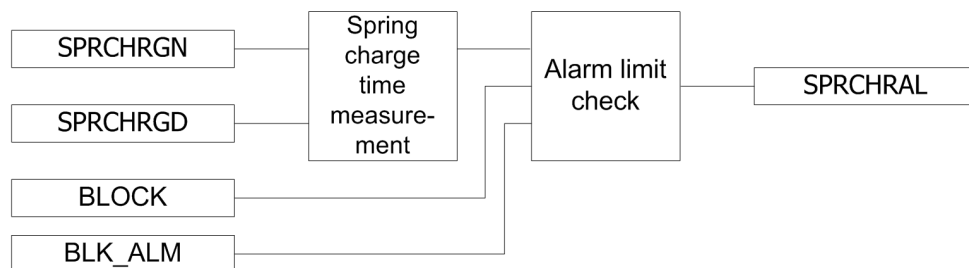 SPRCHRGN
SPRCHRGD
BLOCK
BLK_ALM
Spring
charge
time
measure-
ment
Alarm limit
check
SPRCHRAL